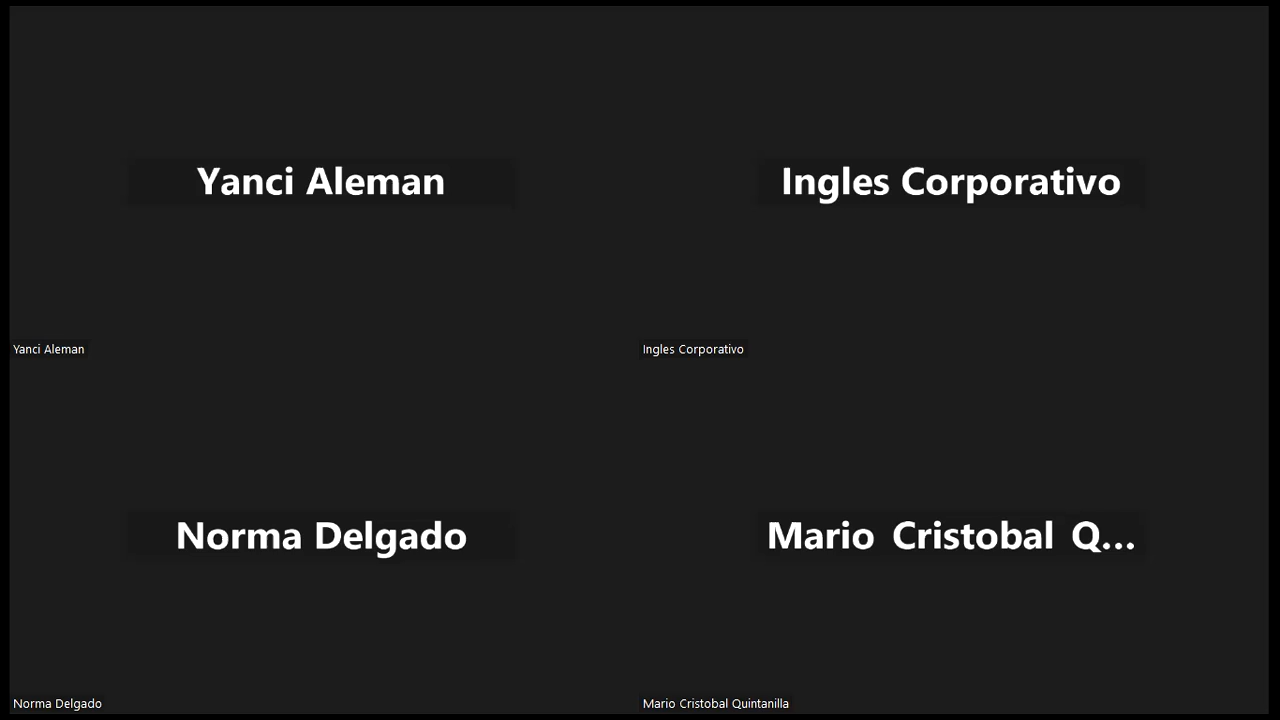 Yanci Aleman
Ingles Corporativo
Yanci Aleman
Ingles Corporativo
Norma Delgado
Mario Cristobal Q...
Norma Delgado
Mario Cristobal Quintanilla